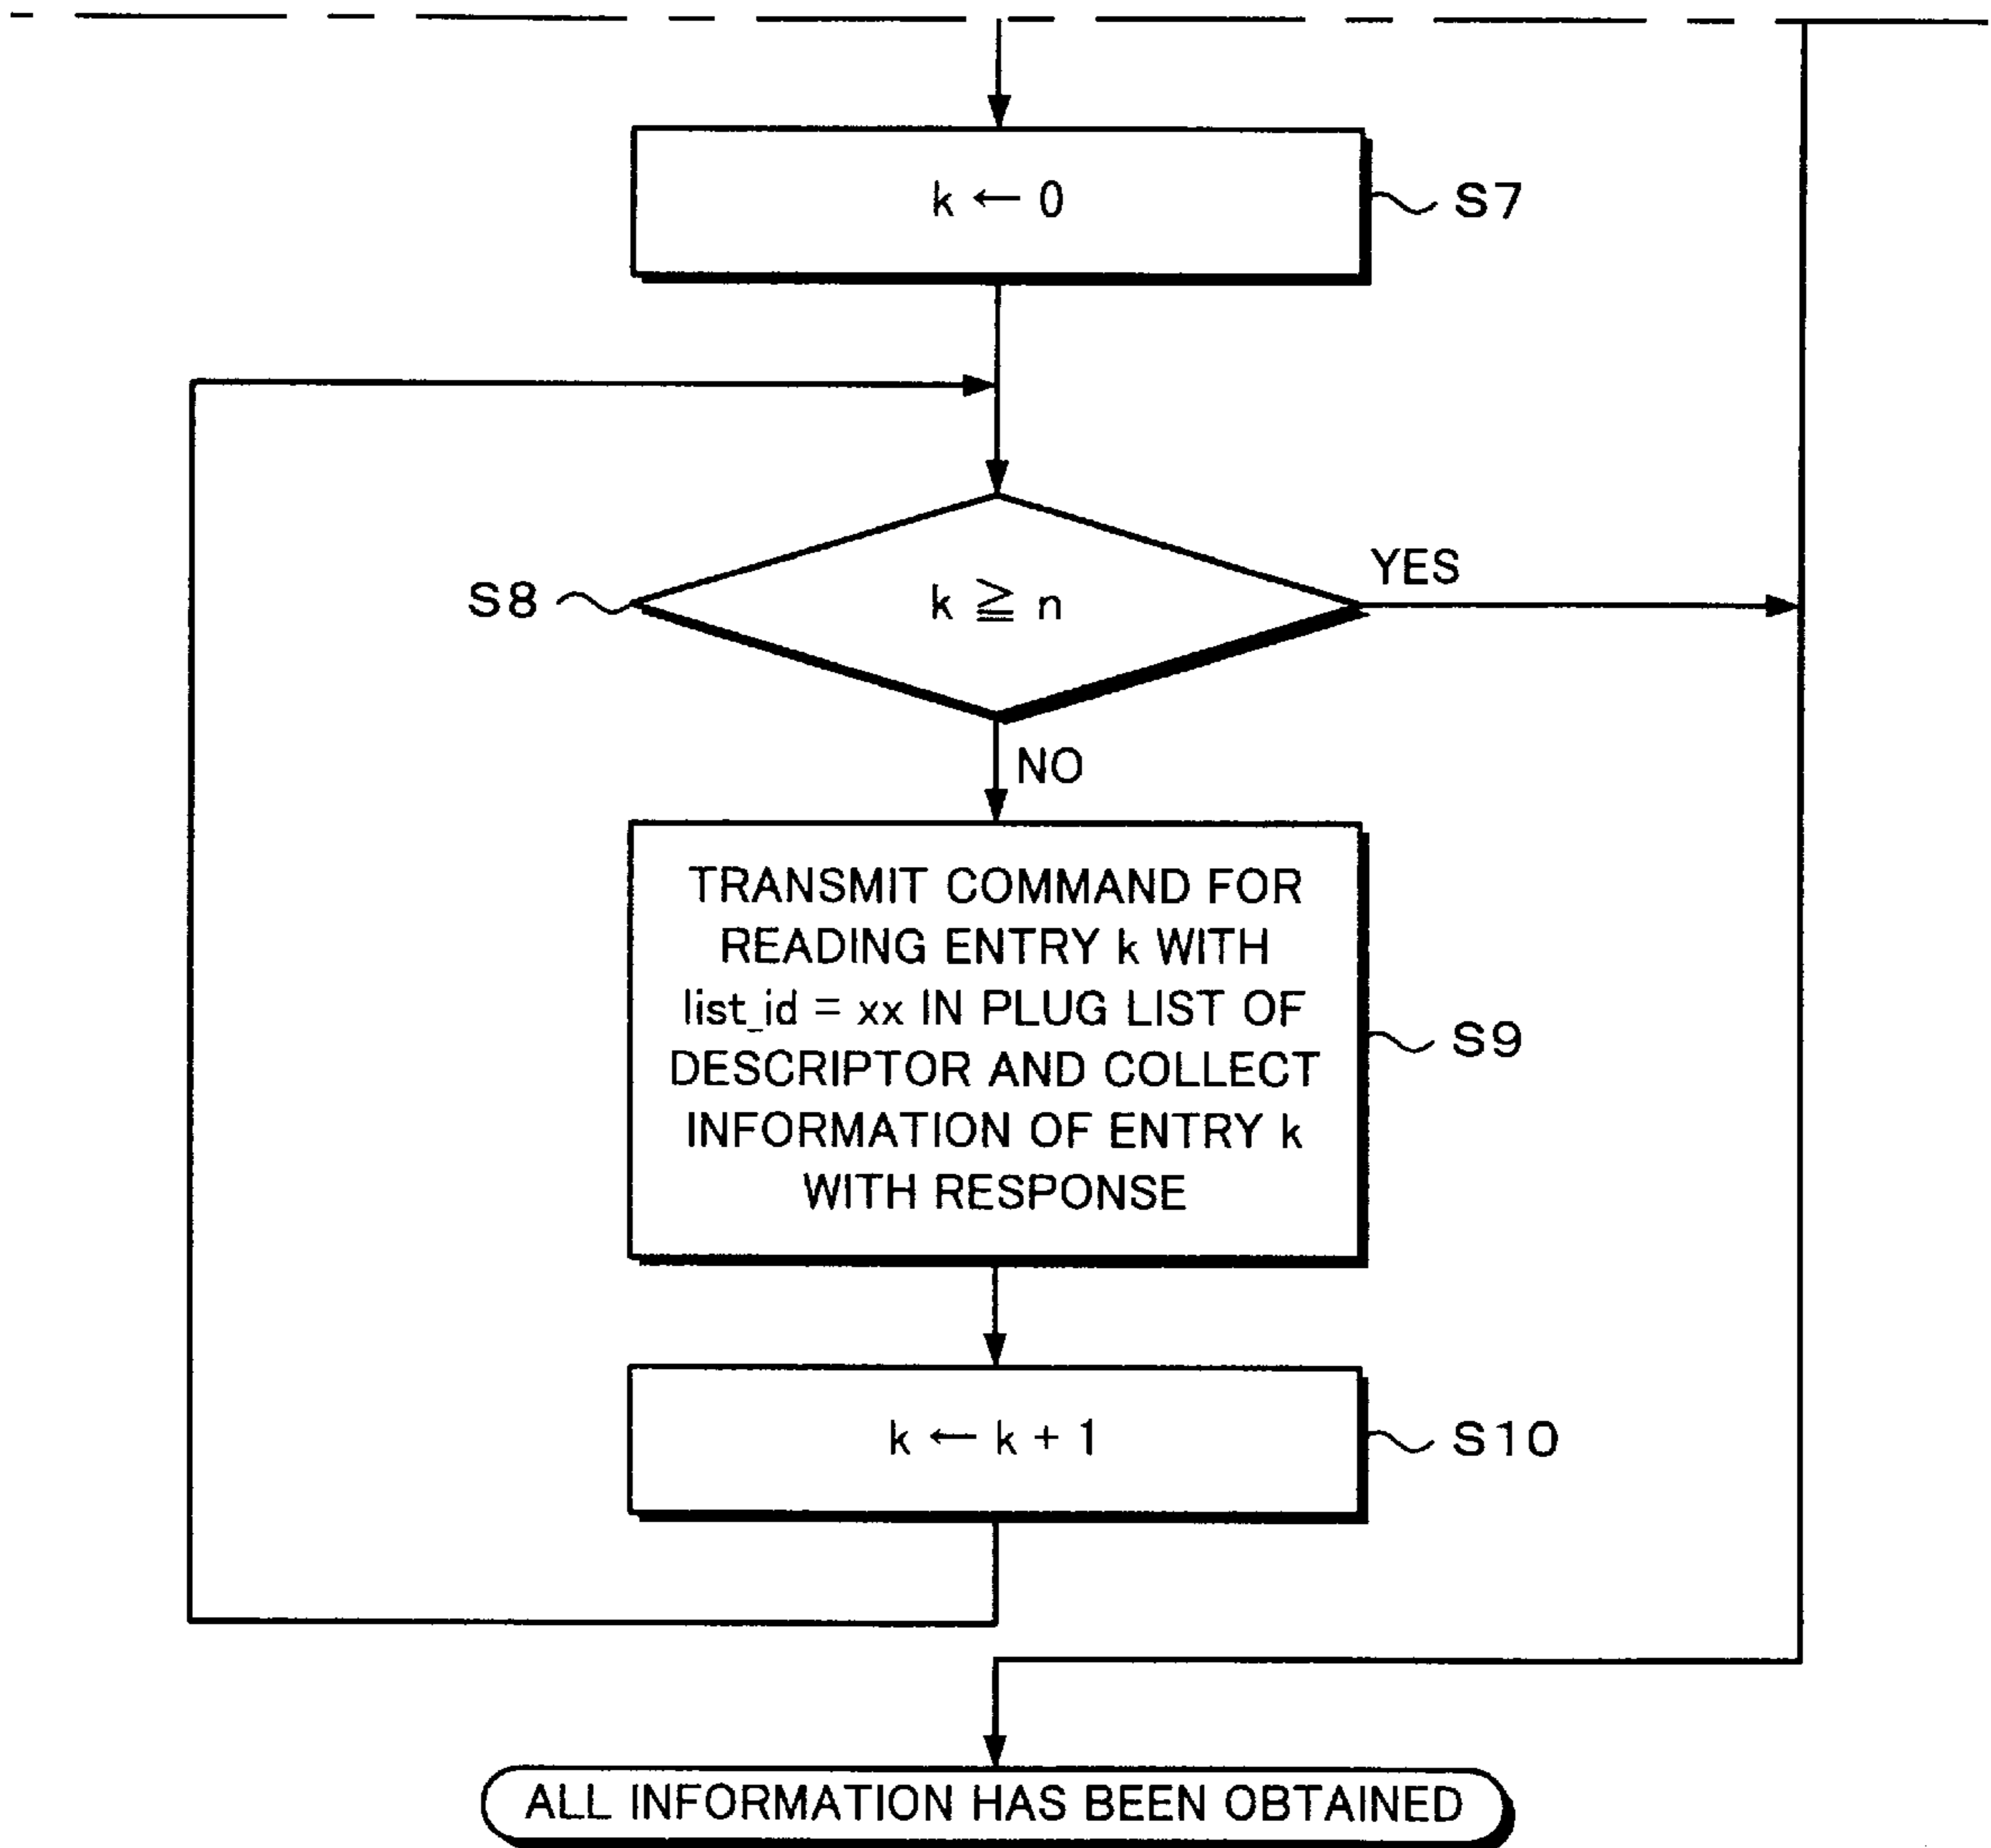 k ← 0
S7
S8
k ≧ n
YES
NO
TRANSMIT COMMAND FOR
READING ENTRY k WITH
list_id = xx IN PLUG LIST OF
DESCRIPTOR AND COLLECT
INFORMATION OF ENTRY k
WITH RESPONSE
S9
k ← k + 1
S10
ALL INFORMATION HAS BEEN OBTAINED